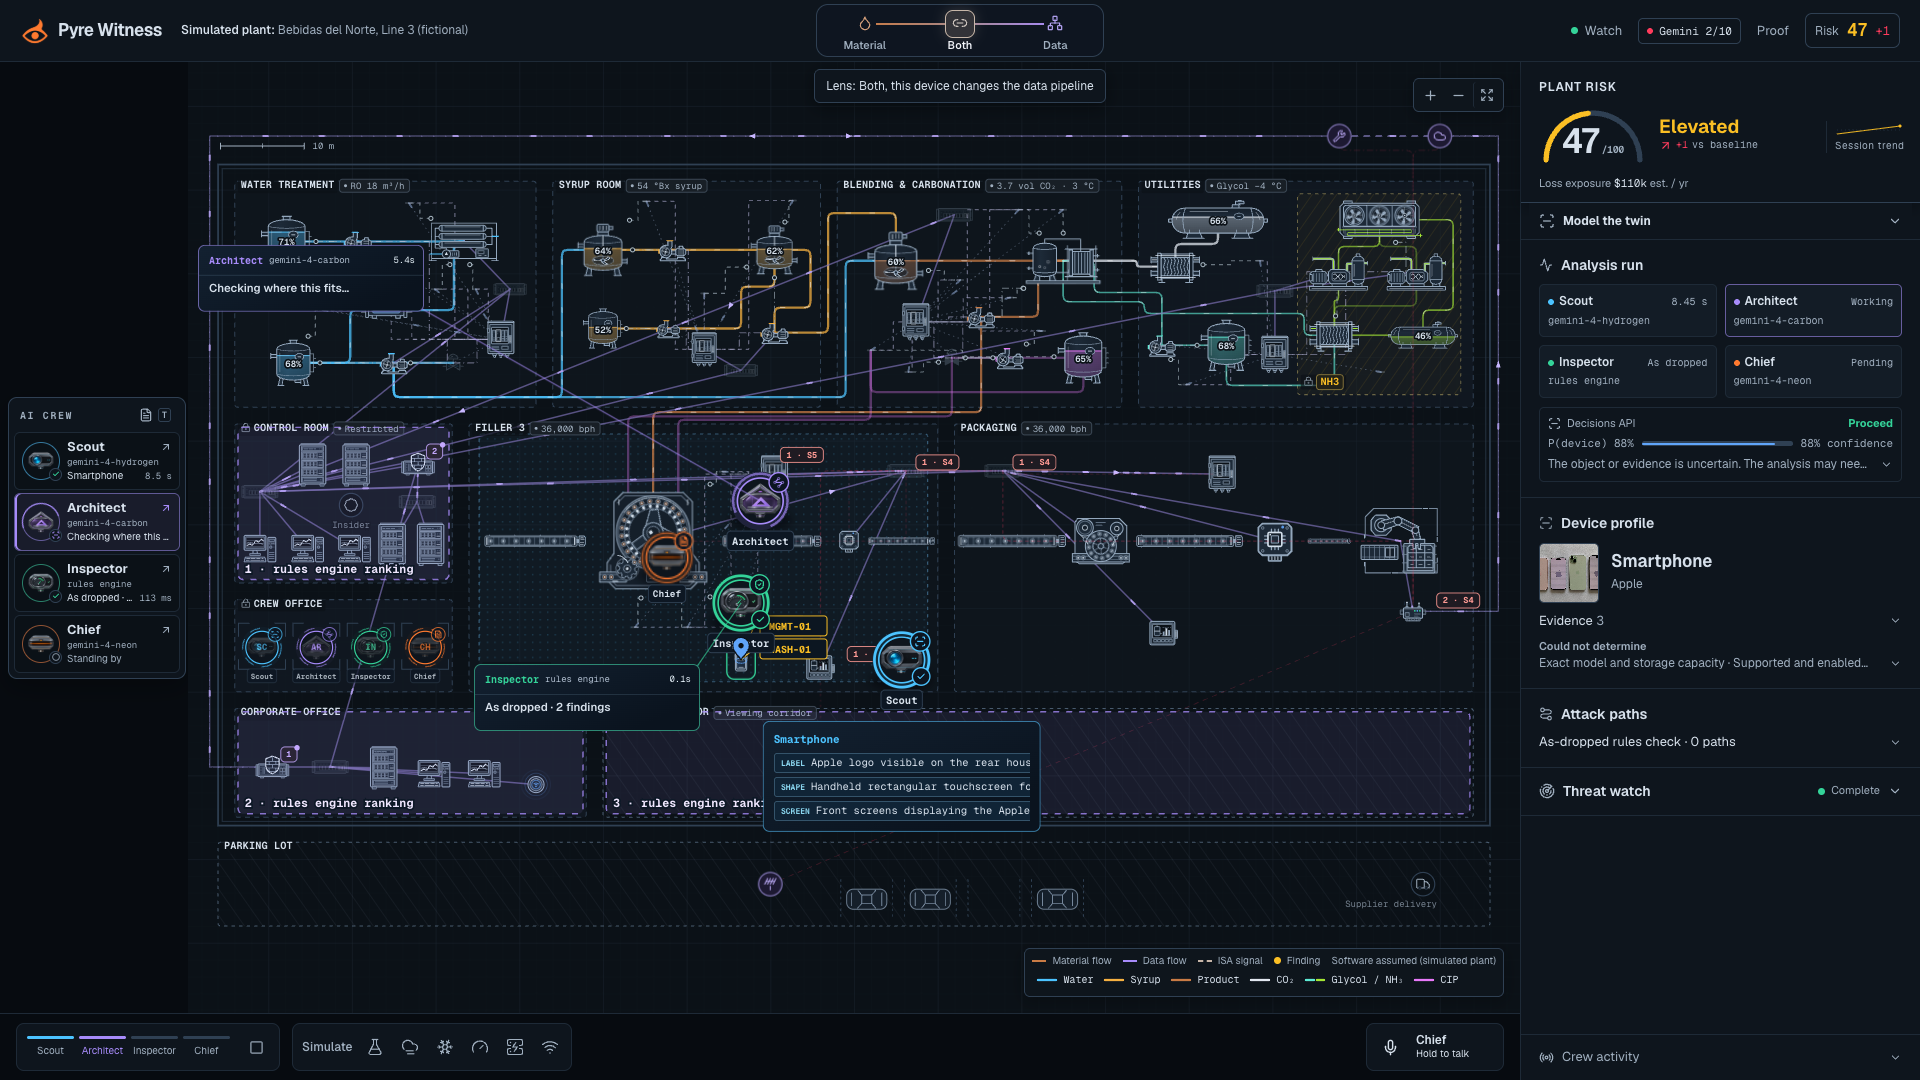 Pyre Witness
Simulated plant: Bebidas del Norte, Line 3 (fictional)
Material
Both
Data
Watch
Gemini 2/10
Proof
Risk 47 +1
Lens: Both, this device changes the data pipeline
10 m
WATER TREATMENT
RO 18 m³/h
SYRUP ROOM
54 °Bx syrup
BLENDING & CARBONATION
3.7 vol CO₂ · 3 °C
UTILITIES
Glycol −4 °C
71%
64%
62%
60%
66%
Architect gemini-4-carbon 5.4s
Checking where this fits…
52%
68%
65%
68%
46%
NH3
AI CREW
T
Scout
gemini-4-hydrogen
Smartphone 8.5 s
Architect
gemini-4-carbon
Checking where this …
Inspector
rules engine
As dropped · … 113 ms
Chief
gemini-4-neon
Standing by
CONTROL ROOM
Restricted
2
Insider
1 · rules engine ranking
FILLER 3
36,000 bph
PACKAGING
36,000 bph
1 · S5
1 · S4
1 · S4
2 · S4
Architect
Chief
MGMT-01
ASH-01
1 ·
Scout
CREW OFFICE
SC
AR
IN
CH
Scout
Architect
Inspector
Chief
Inspector rules engine 0.1s
As dropped · 2 findings
CORPORATE OFFICE
1
2 · rules engine ranking
OR
Viewing corridor
3 · rules engine ranki
Smartphone
LABEL Apple logo visible on the rear hous
SHAPE Handheld rectangular touchscreen fo
SCREEN Front screens displaying the Apple
PARKING LOT
Supplier delivery
Material flow
Data flow
ISA signal
Finding
Software assumed (simulated plant)
Water
Syrup
Product
CO₂
Glycol / NH₃
CIP
Scout
Architect
Inspector
Chief
Simulate
Chief
Hold to talk
PLANT RISK
47 /100
Elevated
+1 vs baseline
Session trend
Loss exposure $110k est. / yr
Model the twin
Analysis run
Scout 8.45 s
gemini-4-hydrogen
Architect Working
gemini-4-carbon
Inspector As dropped
rules engine
Chief Pending
gemini-4-neon
Decisions API Proceed
P(device) 88% 88% confidence
The object or evidence is uncertain. The analysis may nee…
Device profile
Smartphone
Apple
Evidence 3
Could not determine
Exact model and storage capacity · Supported and enabled…
Attack paths
As-dropped rules check · 0 paths
Threat watch
Complete
Crew activity